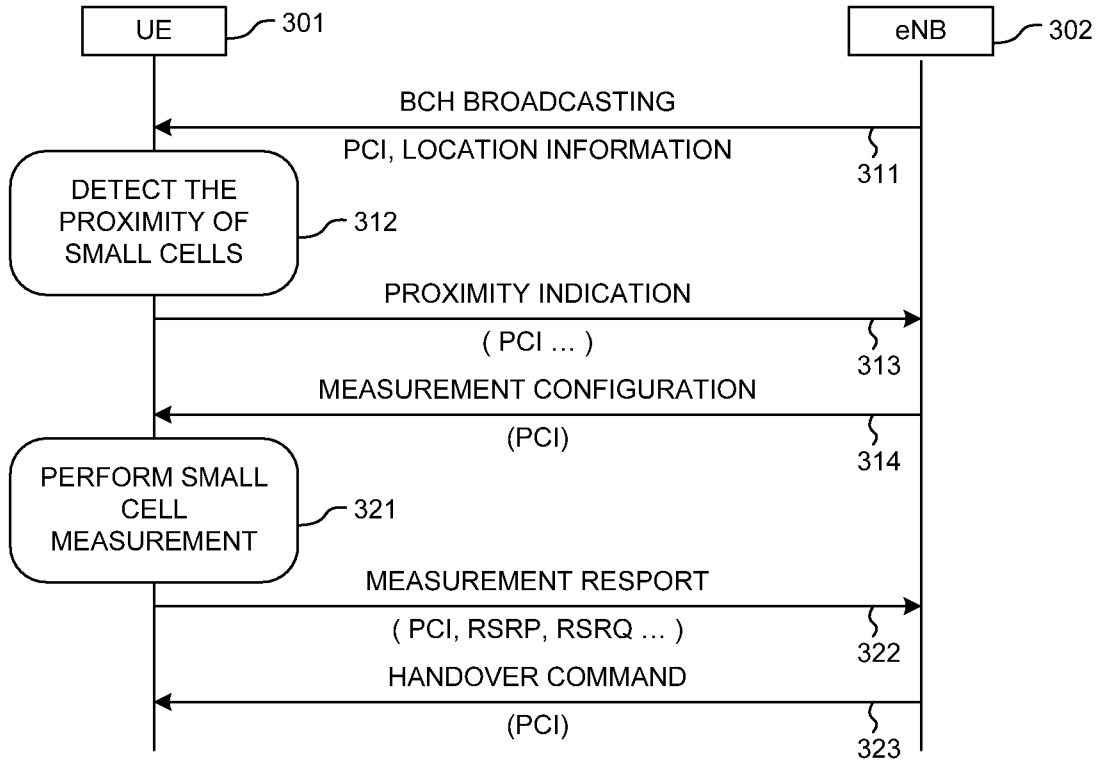 UE
301
eNB
302
BCH BROADCASTING
PCI, LOCATION INFORMATION
311
DETECT THE
PROXIMITY OF
SMALL CELLS
312
PROXIMITY INDICATION
( PCI ... )
313
MEASUREMENT CONFIGURATION
(PCI)
314
PERFORM SMALL
CELL
MEASUREMENT
321
MEASUREMENT RESPORT
( PCI, RSRP, RSRQ ... )
322
HANDOVER COMMAND
(PCI)
323